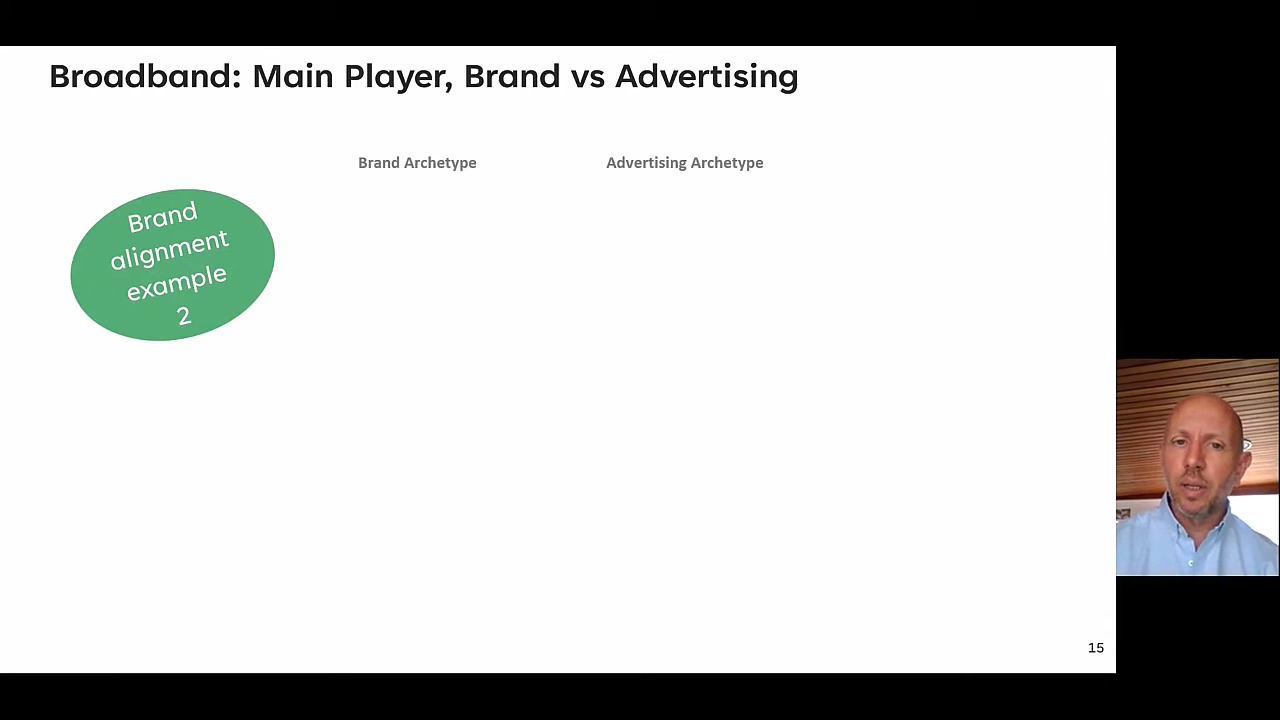 Broadband: Main Player, Brand vs Advertising
Brand Archetype
Advertising Archetype
Brand
alignment
example
2
15